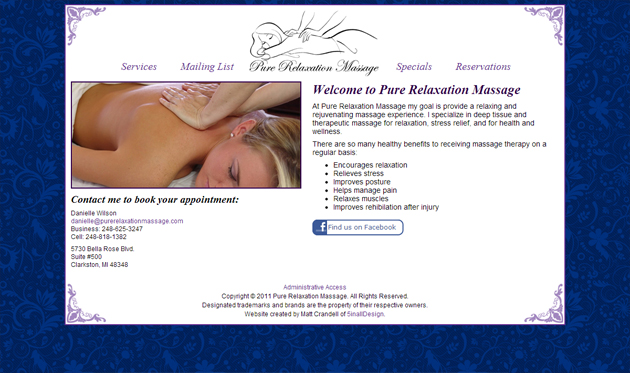 Services
Mailing List
Pure Relaxation Massage
Specials
Reservations
Welcome to Pure Relaxation Massage
At Pure Relaxation Massage my goal is provide a relaxing and
rejuvenating massage experience. I specialize in deep tissue and
therapeutic massage for relaxation, stress relief, and for health and
wellness.
There are so many healthy benefits to receiving massage therapy on a
regular basis:
Encourages relaxation
Relieves stress
Improves posture
Helps manage pain
Relaxes muscles
Improves rehibilation after injury
f Find us on Facebook
Contact me to book your appointment:
Danielle Wilson
danielle@purerelaxationmassage.com
Business: 248-625-3247
Cell: 248-818-1382
5730 Bella Rose Blvd.
Suite #500
Clarkston, MI 48348
Administrative Access
Copyright © 2011 Pure Relaxation Massage. All Rights Reserved.
Designated trademarks and brands are the property of their respective owners.
Website created by Matt Crandell of SinallDesign.